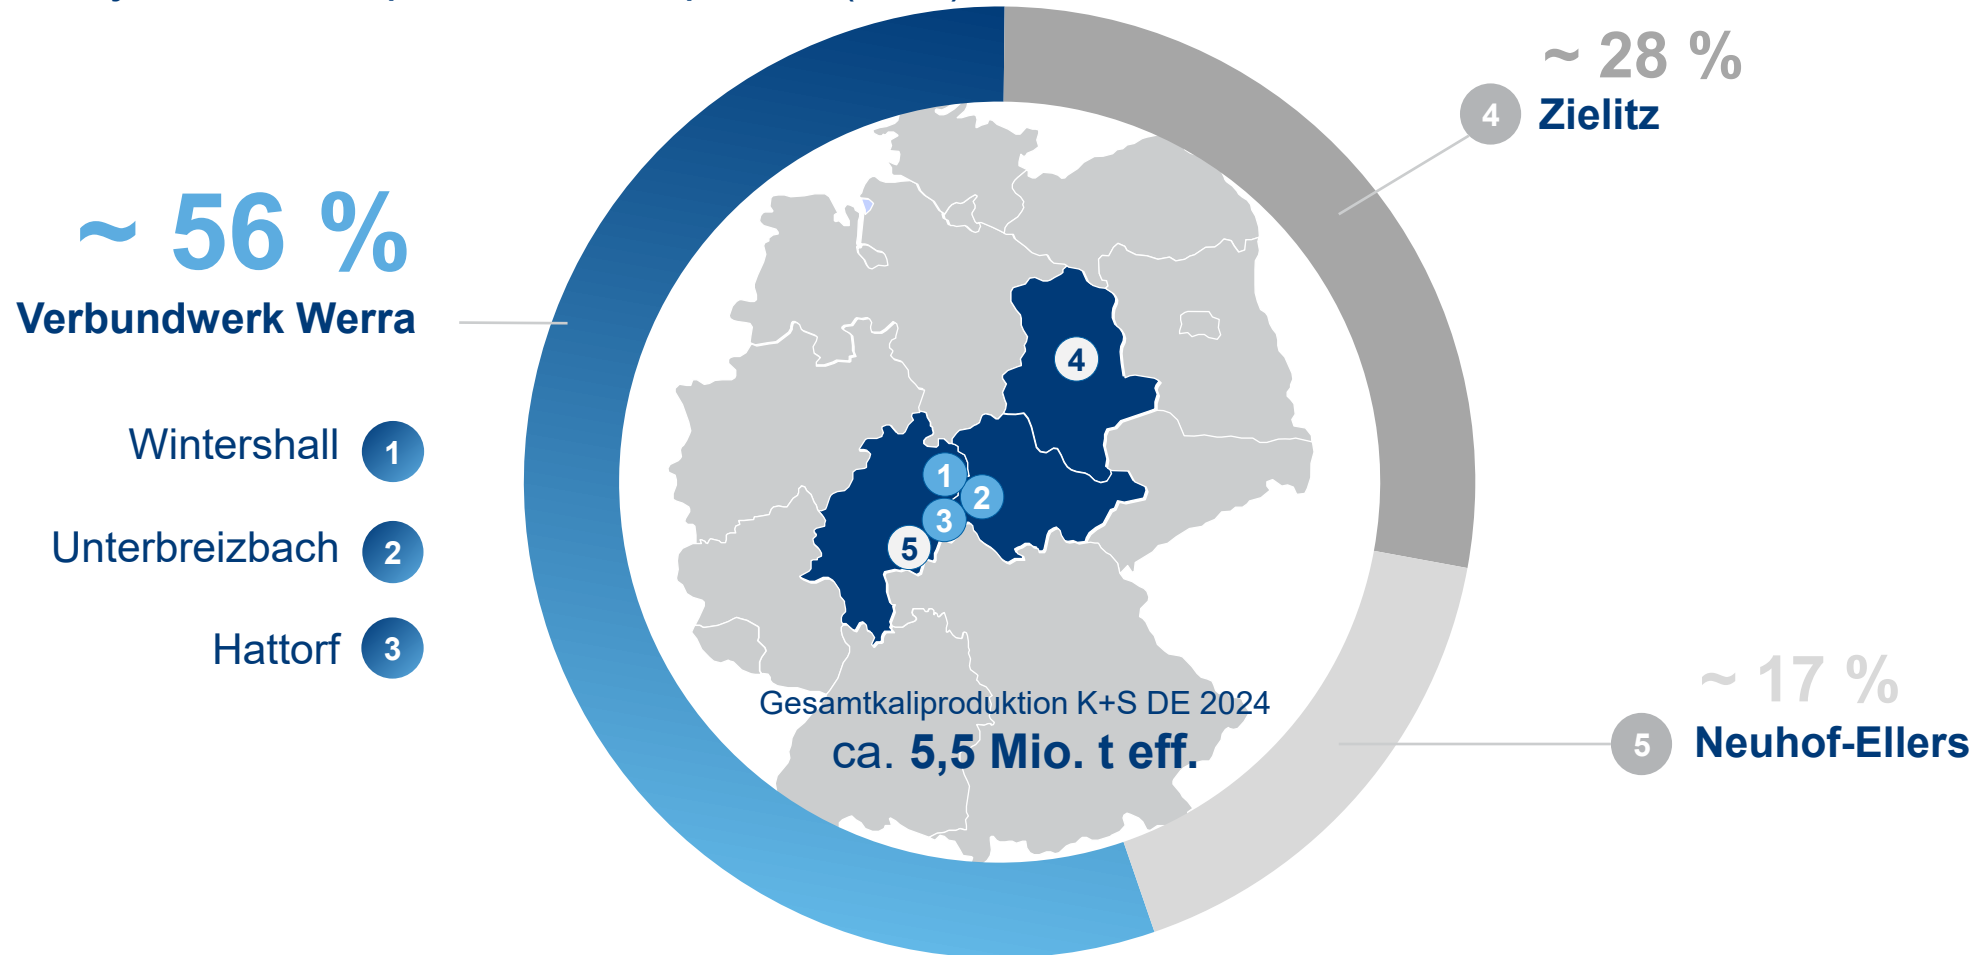 ~ 28 %
4 Zielitz
~ 56 %
Verbundwerk Werra
Wintershall 1
Unterbreizbach 2
Hattorf 3
4
1
2
3
5
Gesamtkaliproduktion K+S DE 2024
ca. 5,5 Mio. t eff.
~ 17 %
5 Neuhof-Ellers